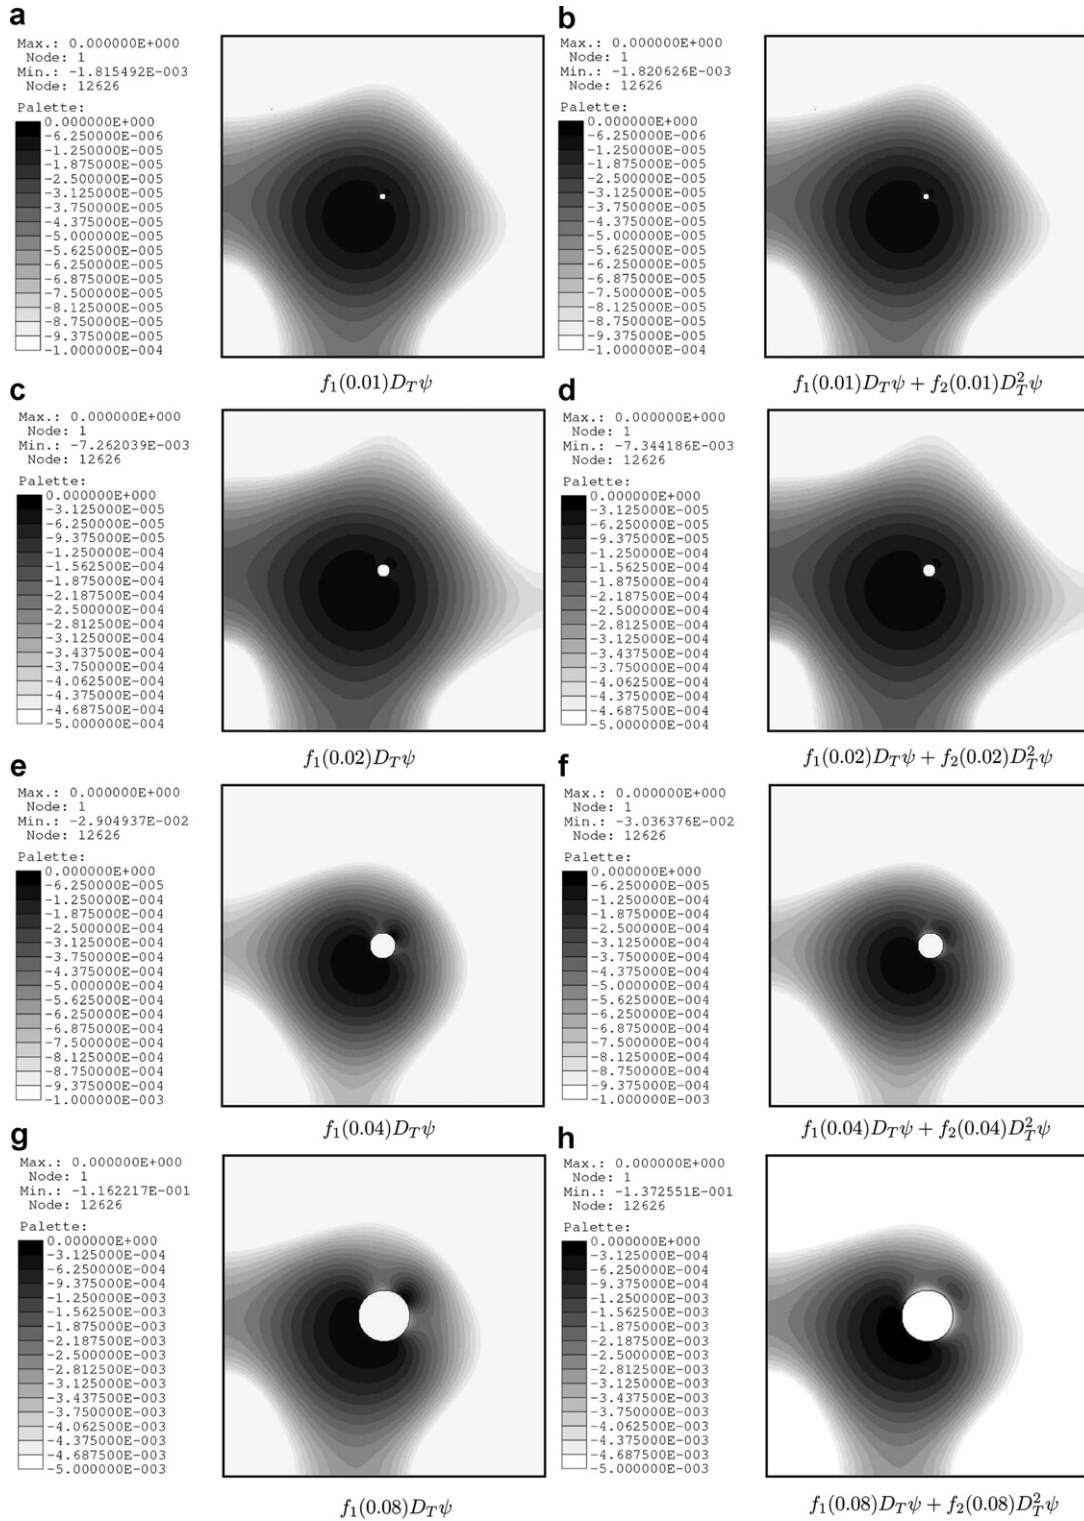 a
Max.: 0.000000E+000
Node: 1
Min.: -1.815492E-003
Node: 12626
Palette:
0.000000E+000
-6.250000E-006
-1.250000E-005
-1.875000E-005
-2.500000E-005
-3.125000E-005
-3.750000E-005
-4.375000E-005
-5.000000E-005
-5.625000E-005
-6.250000E-005
-6.875000E-005
-7.500000E-005
-8.125000E-005
-8.750000E-005
-9.375000E-005
-1.000000E-004
f₁(0.01)D_Tψ
b
Max.: 0.000000E+000
Node: 1
Min.: -1.820626E-003
Node: 12626
Palette:
0.000000E+000
-6.250000E-006
-1.250000E-005
-1.875000E-005
-2.500000E-005
-3.125000E-005
-3.750000E-005
-4.375000E-005
-5.000000E-005
-5.625000E-005
-6.250000E-005
-6.875000E-005
-7.500000E-005
-8.125000E-005
-8.750000E-005
-9.375000E-005
-1.000000E-004
f₁(0.01)D_Tψ + f₂(0.01)D²_Tψ
c
Max.: 0.000000E+000
Node: 1
Min.: -7.262039E-003
Node: 12626
Palette:
0.000000E+000
-3.125000E-005
-6.250000E-005
-9.375000E-005
-1.250000E-004
-1.562500E-004
-1.875000E-004
-2.187500E-004
-2.500000E-004
-2.812500E-004
-3.125000E-004
-3.437500E-004
-3.750000E-004
-4.062500E-004
-4.375000E-004
-4.687500E-004
-5.000000E-004
f₁(0.02)D_Tψ
d
Max.: 0.000000E+000
Node: 1
Min.: -7.344186E-003
Node: 12626
Palette:
0.000000E+000
-3.125000E-005
-6.250000E-005
-9.375000E-005
-1.250000E-004
-1.562500E-004
-1.875000E-004
-2.187500E-004
-2.500000E-004
-2.812500E-004
-3.125000E-004
-3.437500E-004
-3.750000E-004
-4.062500E-004
-4.375000E-004
-4.687500E-004
-5.000000E-004
f₁(0.02)D_Tψ + f₂(0.02)D²_Tψ
e
Max.: 0.000000E+000
Node: 1
Min.: -2.904937E-002
Node: 12626
Palette:
0.000000E+000
-6.250000E-005
-1.250000E-004
-1.875000E-004
-2.500000E-004
-3.125000E-004
-3.750000E-004
-4.375000E-004
-5.000000E-004
-5.625000E-004
-6.250000E-004
-6.875000E-004
-7.500000E-004
-8.125000E-004
-8.750000E-004
-9.375000E-004
-1.000000E-003
f₁(0.04)D_Tψ
f
Max.: 0.000000E+000
Node: 1
Min.: -3.036376E-002
Node: 12626
Palette:
0.000000E+000
-6.250000E-005
-1.250000E-004
-1.875000E-004
-2.500000E-004
-3.125000E-004
-3.750000E-004
-4.375000E-004
-5.000000E-004
-5.625000E-004
-6.250000E-004
-6.875000E-004
-7.500000E-004
-8.125000E-004
-8.750000E-004
-9.375000E-004
-1.000000E-003
f₁(0.04)D_Tψ + f₂(0.04)D²_Tψ
g
Max.: 0.000000E+000
Node: 1
Min.: -1.162217E-001
Node: 12626
Palette:
0.000000E+000
-3.125000E-004
-6.250000E-004
-9.375000E-004
-1.250000E-003
-1.562500E-003
-1.875000E-003
-2.187500E-003
-2.500000E-003
-2.812500E-003
-3.125000E-003
-3.437500E-003
-3.750000E-003
-4.062500E-003
-4.375000E-003
-4.687500E-003
-5.000000E-003
f₁(0.08)D_Tψ
h
Max.: 0.000000E+000
Node: 1
Min.: -1.372551E-001
Node: 12626
Palette:
0.000000E+000
-3.125000E-004
-6.250000E-004
-9.375000E-004
-1.250000E-003
-1.562500E-003
-1.875000E-003
-2.187500E-003
-2.500000E-003
-2.812500E-003
-3.125000E-003
-3.437500E-003
-3.750000E-003
-4.062500E-003
-4.375000E-003
-4.687500E-003
-5.000000E-003
f₁(0.08)D_Tψ + f₂(0.08)D²_Tψ